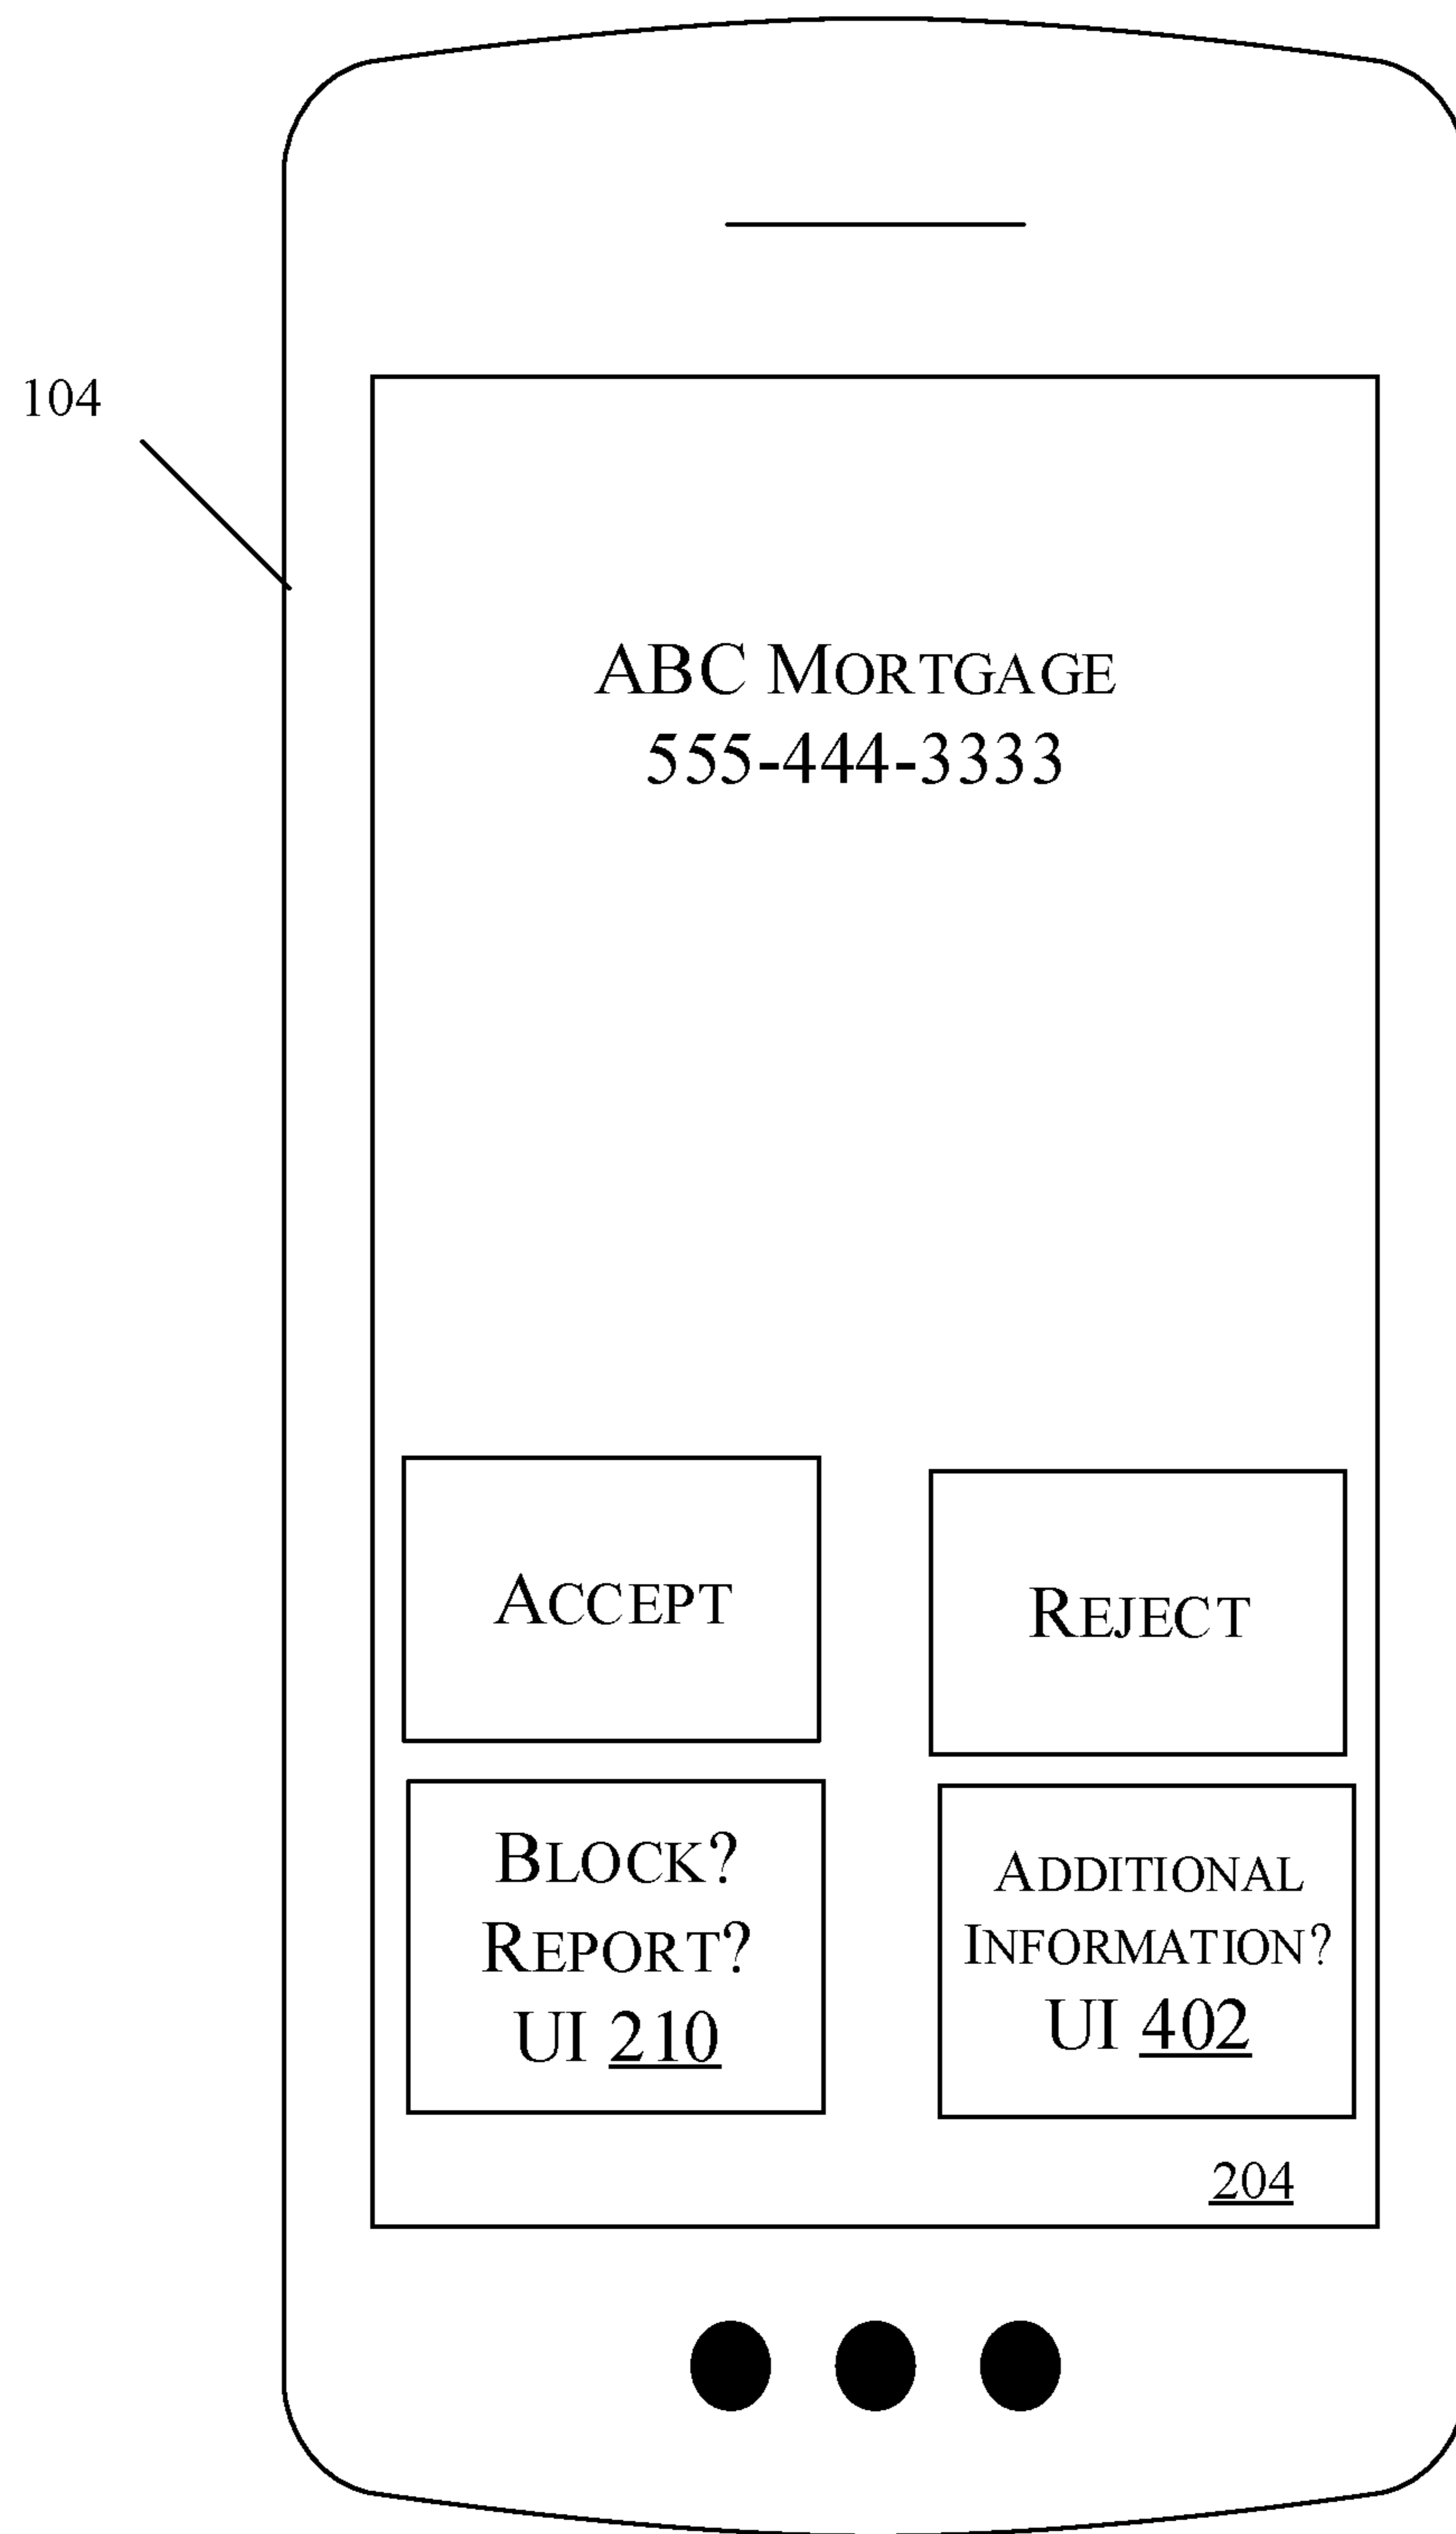 104
ABC MORTGAGE
555-444-3333
ACCEPT
REJECT
BLOCK?
REPORT?
UI 210
ADDITIONAL
INFORMATION?
UI 402
204